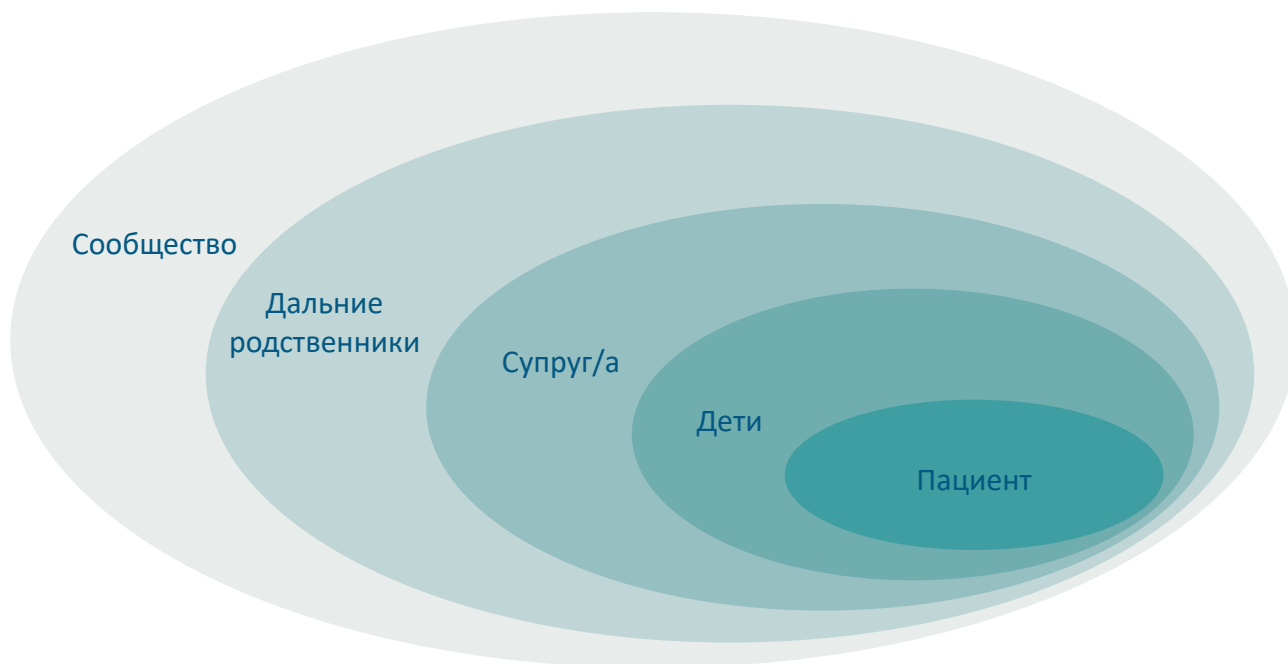 Сообщество
Дальние
родственники
Супруг/а
Дети
Пациент